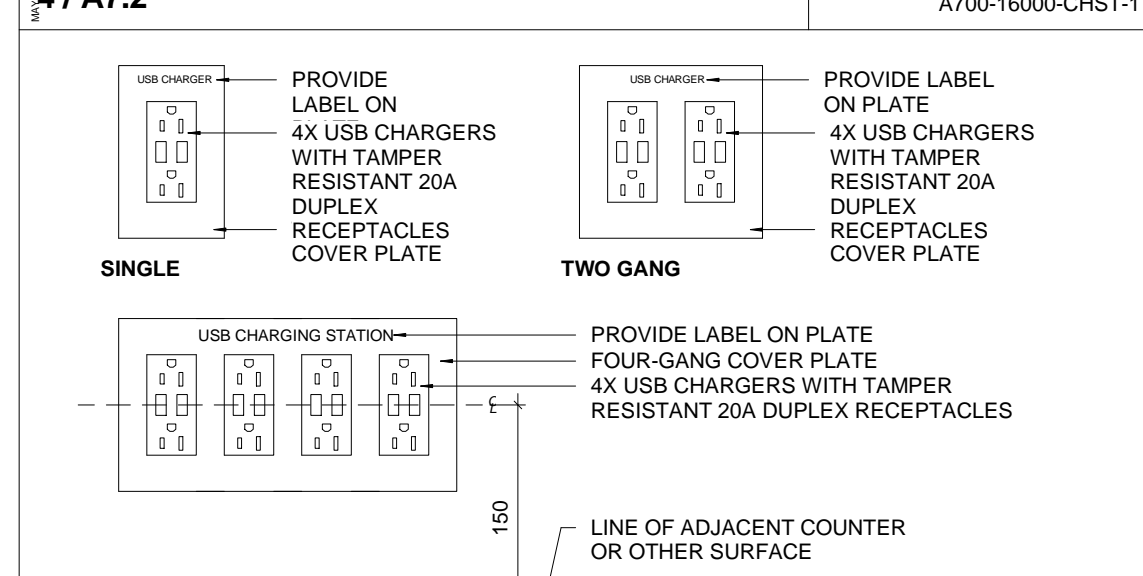 MAY
4 / A7.2
A700-16000-CHST-1
USB CHARGER
PROVIDE
LABEL ON
4X USB CHARGERS
WITH TAMPER
RESISTANT 20A
DUPLEX
RECEPTACLES
COVER PLATE
SINGLE
USB CHARGER
PROVIDE LABEL
ON PLATE
4X USB CHARGERS
WITH TAMPER
RESISTANT 20A
DUPLEX
RECEPTACLES
COVER PLATE
TWO GANG
USB CHARGING STATION
PROVIDE LABEL ON PLATE
FOUR-GANG COVER PLATE
4X USB CHARGERS WITH TAMPER
RESISTANT 20A DUPLEX RECEPTACLES
℄
150
LINE OF ADJACENT COUNTER
OR OTHER SURFACE